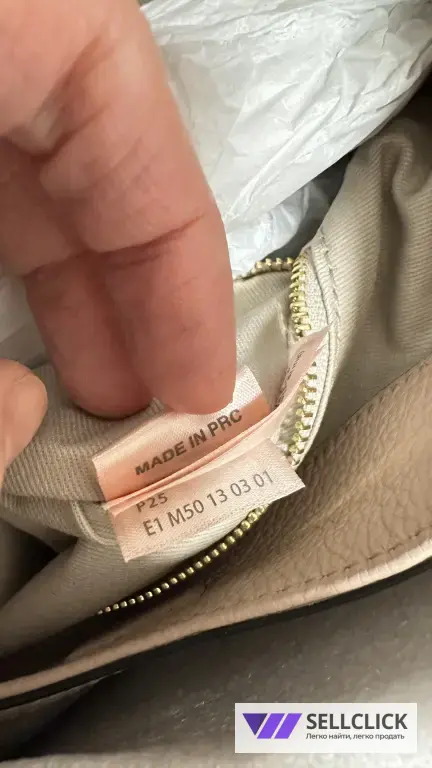 MADE IN PRC
P25
E1 M50 13 03 01
SELLCLICK
Легко найти, легко продать